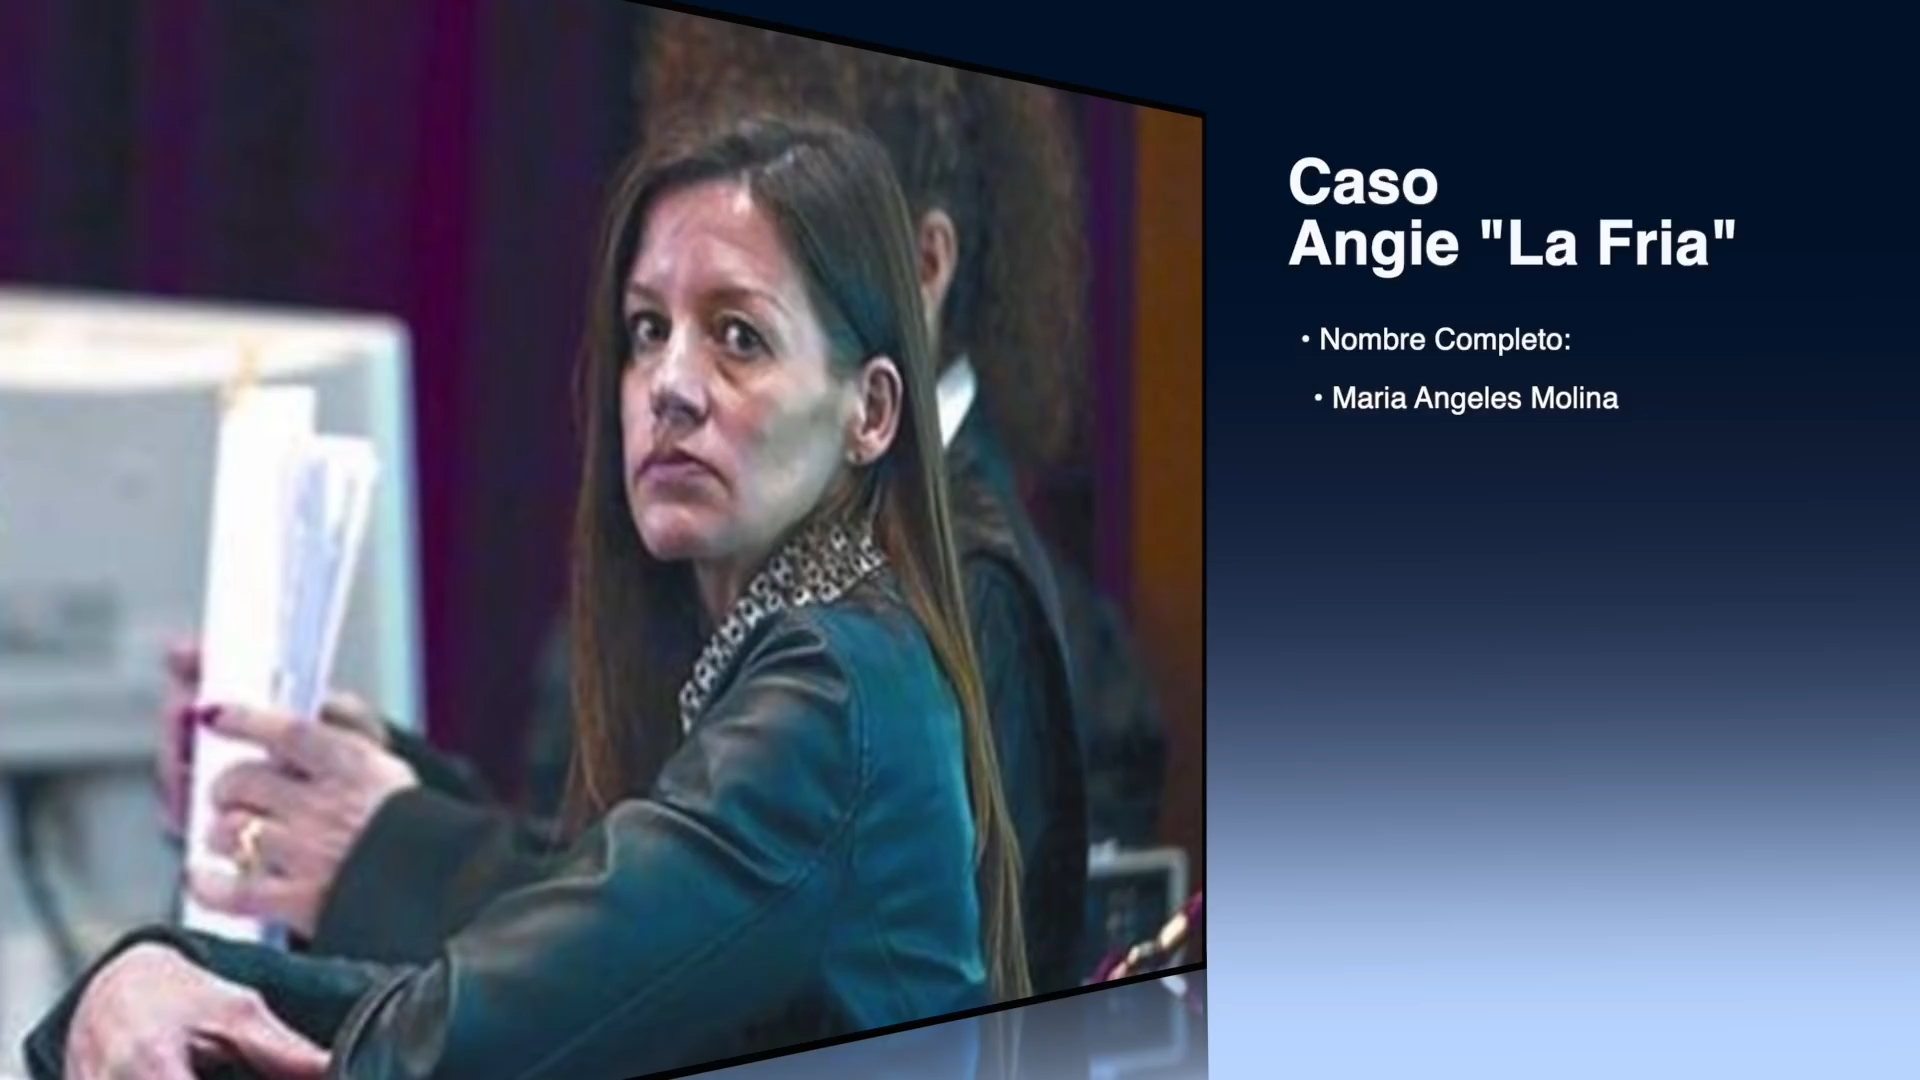 Caso
Angie "La Fria"
• Nombre Completo:
• Maria Angeles Molina